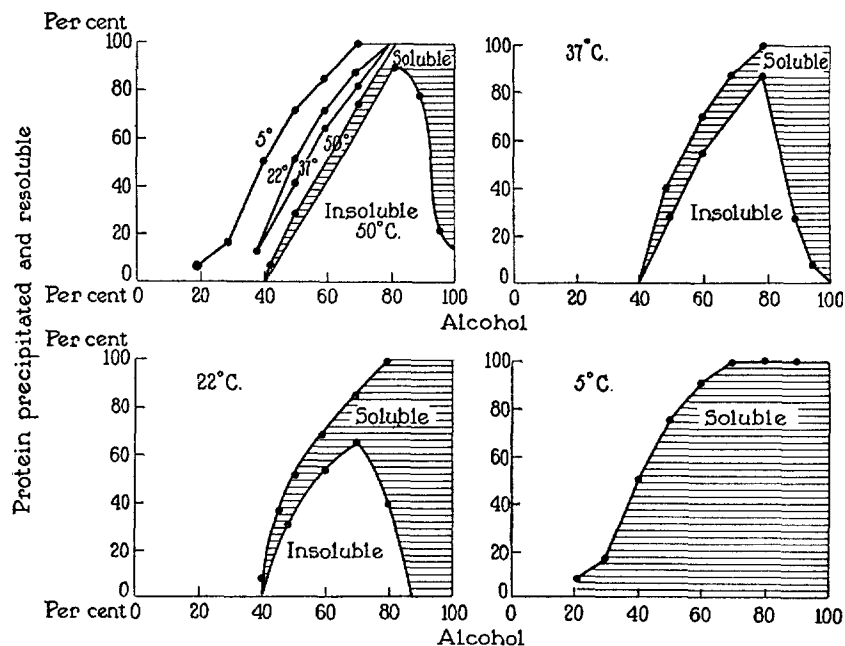 Protein precipitated and resoluble
Per cent
100
80
60
40
20
0
5°
22°
37°
50°
Soluble
Insoluble
50°C.
Per cent 0 20 40 60 80 100
Alcohol
100
80
60
40
20
0
37°C.
Soluble
Insoluble
0 20 40 60 80 100
Per cent
100
80
60
40
20
0
22°C.
Soluble
Insoluble
Per cent 0 20 40 60 80 100
Alcohol
100
80
60
40
20
0
5°C.
Soluble
0 20 40 60 80 100